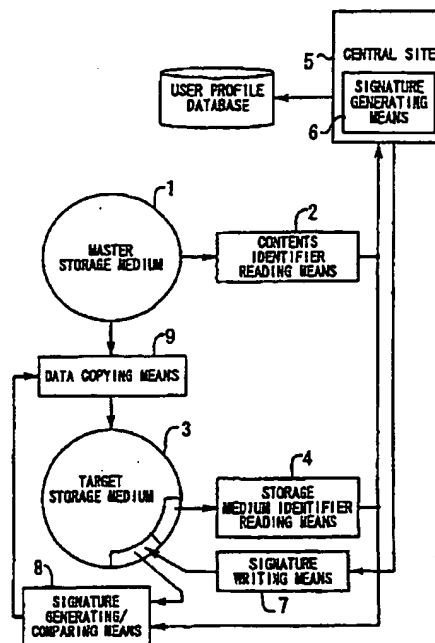 5
CENTRAL SITE
SIGNATURE
GENERATING
MEANS
6
USER PROFILE
DATABASE
1
MASTER
STORAGE MEDIUM
2
CONTENTS
IDENTIFIER
READING MEANS
9
DATA COPYING MEANS
3
TARGET
STORAGE
MEDIUM
4
STORAGE
MEDIUM IDENTIFIER
READING MEANS
8
SIGNATURE
GENERATING/
COMPARING MEANS
SIGNATURE
WRITING MEANS
7